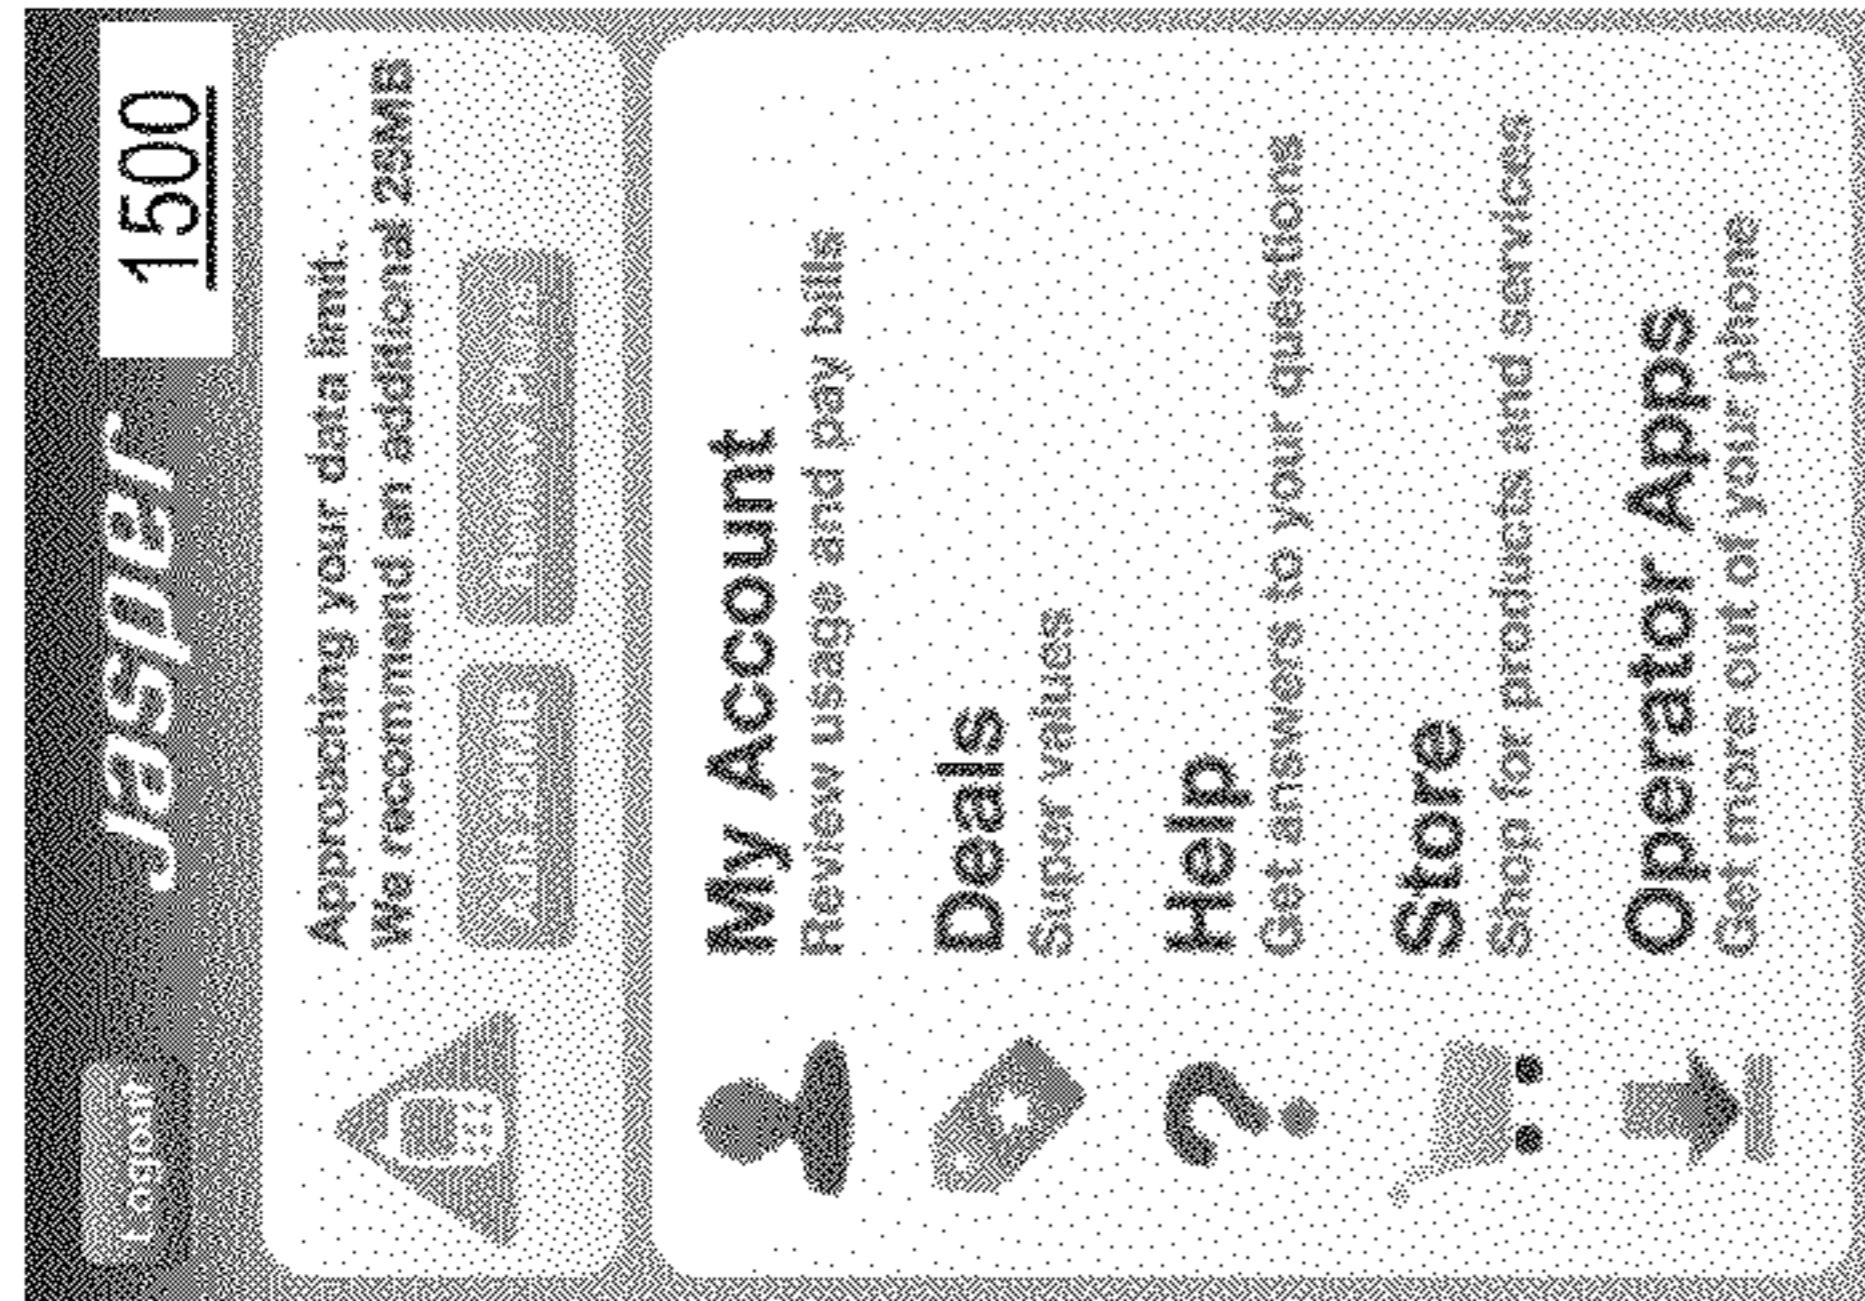 Logout
Jasper
1500
Approaching your data limit.
We recommend an additional 25MB
My Account
Review usage and pay bills
Deals
Super values
Help
Get answers to your questions
Store
Shop for products and services
Operator Apps
Get more out of your phone